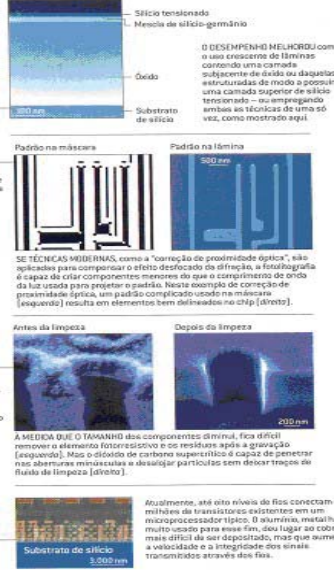 Silício tensionado
Mescla de silício-germânio
O DESEMPENHO MELHOROU com
o uso crescente de lâminas
contendo uma camada
subjacente de óxido ou daquelas
estruturadas de modo a possuir
uma camada superior de silício
tensionado – ou empregando
ambas as técnicas de uma só
vez, como mostrado aqui.
Óxido
Substrato
de silício
100 nm
Padrão na máscara
Padrão na lâmina
500 nm
SE TÉCNICAS MODERNAS, como a "correção de proximidade óptica", são
aplicadas para compensar o efeito desfocado da difração, a fotolitografia
é capaz de criar componentes menores do que o comprimento de onda
da luz usada para projetar o padrão. Neste exemplo de correção de
proximidade óptica, um padrão complicado usado na máscara
[esquerda] resulta em elementos bem delineados no chip [direita].
Antes da limpeza
Depois da limpeza
200 nm
À MEDIDA QUE O TAMANHO dos componentes diminui, fica difícil
remover o elemento fotorresistivo e os resíduos após a gravação
[esquerda]. Mas o dióxido de carbono supercrítico é capaz de penetrar
nas aberturas minúsculas e desalojar partículas sem deixar traços de
fluido de limpeza [direita].
Atualmente, até oito níveis de fios conectam
milhões de transistores existentes em um
microprocessador típico. O alumínio, metal há
muito usado para esse fim, deu lugar ao cobre,
mais difícil de ser depositado, mas que aumenta
a velocidade e a integridade dos sinais
transmitidos através dos fios.
Substrato de silício
3.000 nm